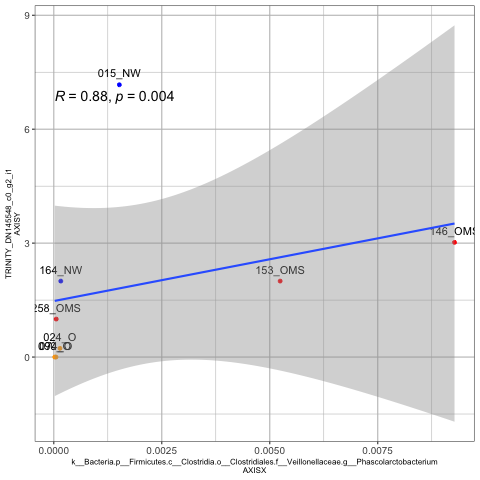 9
6
3
0
TRINITY_DN145548_c0_g2_i1
AXISY
015_NW
R = 0.88, p = 0.004
146_OMS
164_NW
153_OMS
258_OMS
024_O
0.0000
0.0025
0.0050
0.0075
k__Bacteria.p__Firmicutes.c__Clostridia.o__Clostridiales.f__Veillonellaceae.g__Phascolarctobacterium
AXISX